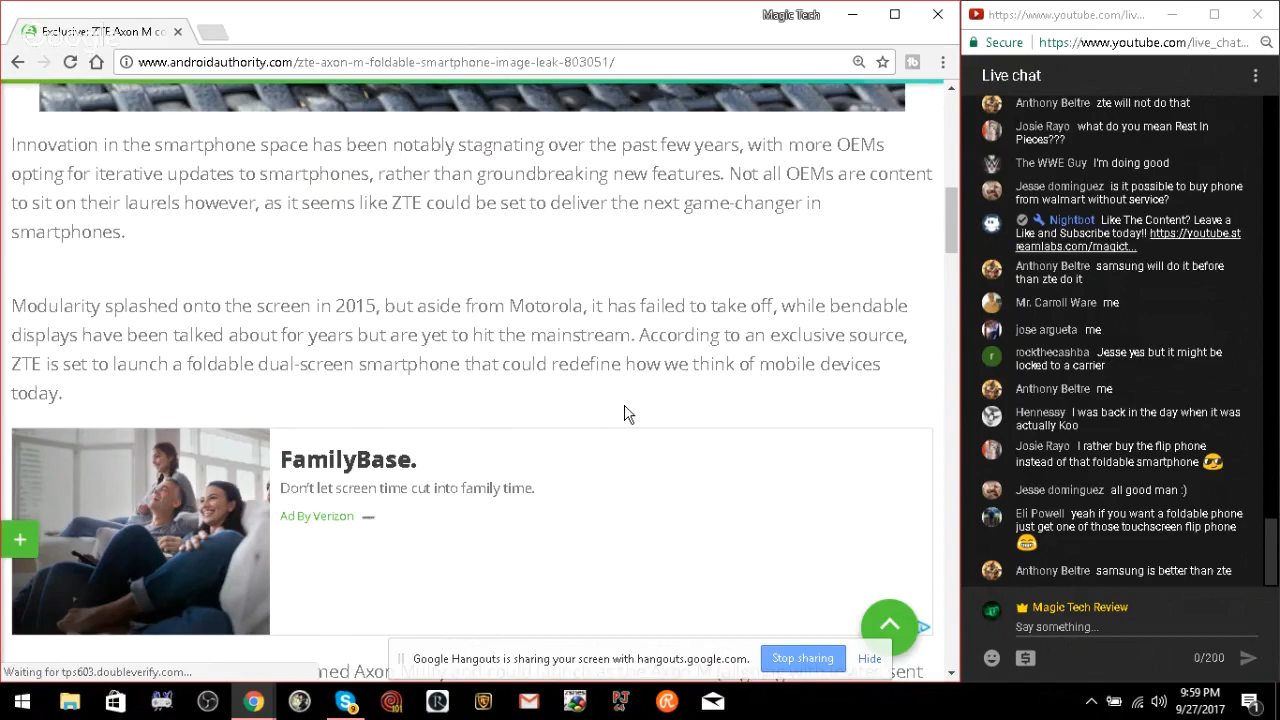 Magic Tech
Exclusive: ZTE Axon M co
Google
www.androidauthority.com/zte-axon-m-foldable-smartphone-image-leak-803051/
Innovation in the smartphone space has been notably stagnating over the past few years, with more OEMs
opting for iterative updates to smartphones, rather than groundbreaking new features. Not all OEMs are content
to sit on their laurels however, as it seems like ZTE could be set to deliver the next game-changer in
smartphones.
Modularity splashed onto the screen in 2015, but aside from Motorola, it has failed to take off, while bendable
displays have been talked about for years but are yet to hit the mainstream. According to an exclusive source,
ZTE is set to launch a foldable dual-screen smartphone that could redefine how we think of mobile devices
today.
FamilyBase.
Don't let screen time cut into family time.
Ad By Verizon
Google Hangouts is sharing your screen with hangouts.google.com.
Stop sharing
Hide
Waiting for tps603.doubleverify.com...
https://www.youtube.com/liv...
Secure
https://www.youtube.com/live_chat...
Live chat
Anthony Beltre zte will not do that
Josie Rayo what do you mean Rest In
Pieces???
The WWE Guy I'm doing good
Jesse dominguez is it possible to buy phone
from walmart without service?
Nightbot Like The Content? Leave a
Like and Subscribe today!! https://youtube.st
reamlabs.com/magict...
Anthony Beltre samsung will do it before
than zte do it
Mr. Carroll Ware me
jose argueta me
r
rockthecashba Jesse yes but it might be
locked to a carrier
Anthony Beltre me
Hennessy I was back in the day when it was
actually Koo
Josie Rayo I rather buy the flip phone
instead of that foldable smartphone
Jesse dominguez all good man :)
Eli Powell yeah if you want a foldable phone
just get one of those touchscreen flip phone
Anthony Beltre samsung is better than zte
Magic Tech Review
Say something...
0/200
9:59 PM
9/27/2017